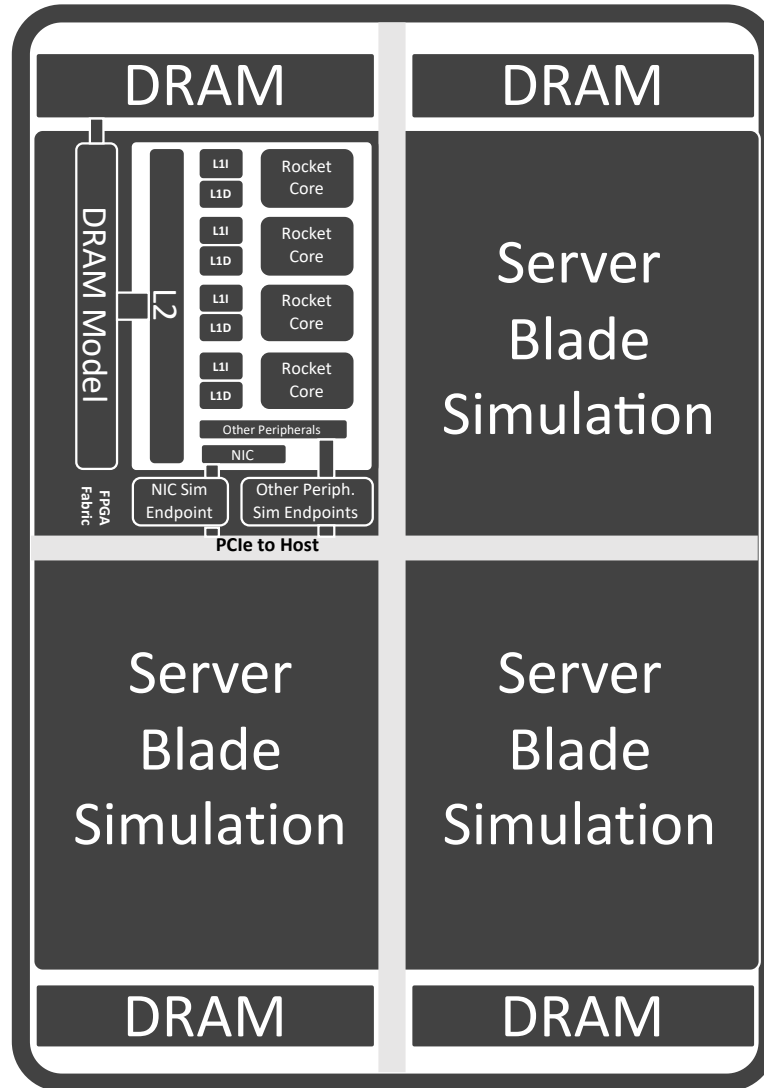 DRAM
DRAM
DRAM Model
L2
L1I
L1D
Rocket
Core
L1I
L1D
Rocket
Core
L1I
L1D
Rocket
Core
L1I
L1D
Rocket
Core
Other Peripherals
NIC
NIC Sim
Endpoint
Other Periph.
Sim Endpoints
FPGA
Fabric
PCIe to Host
Server
Blade
Simulation
Server
Blade
Simulation
Server
Blade
Simulation
DRAM
DRAM